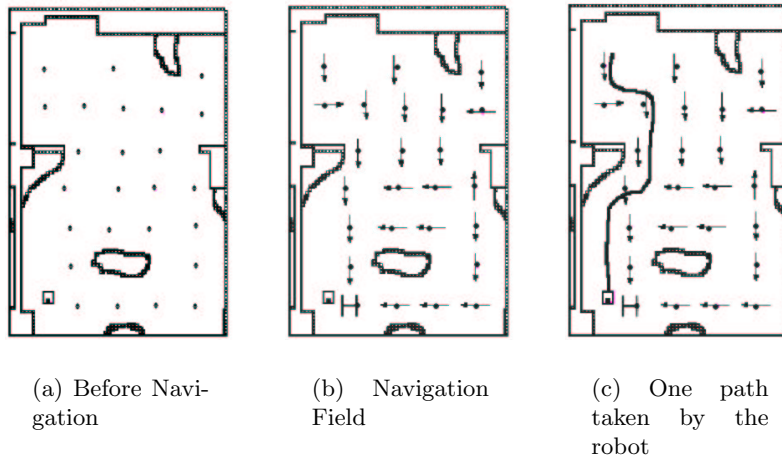 (a) Before Navi-
gation
(b) Navigation
Field
(c) One path
taken by the
robot